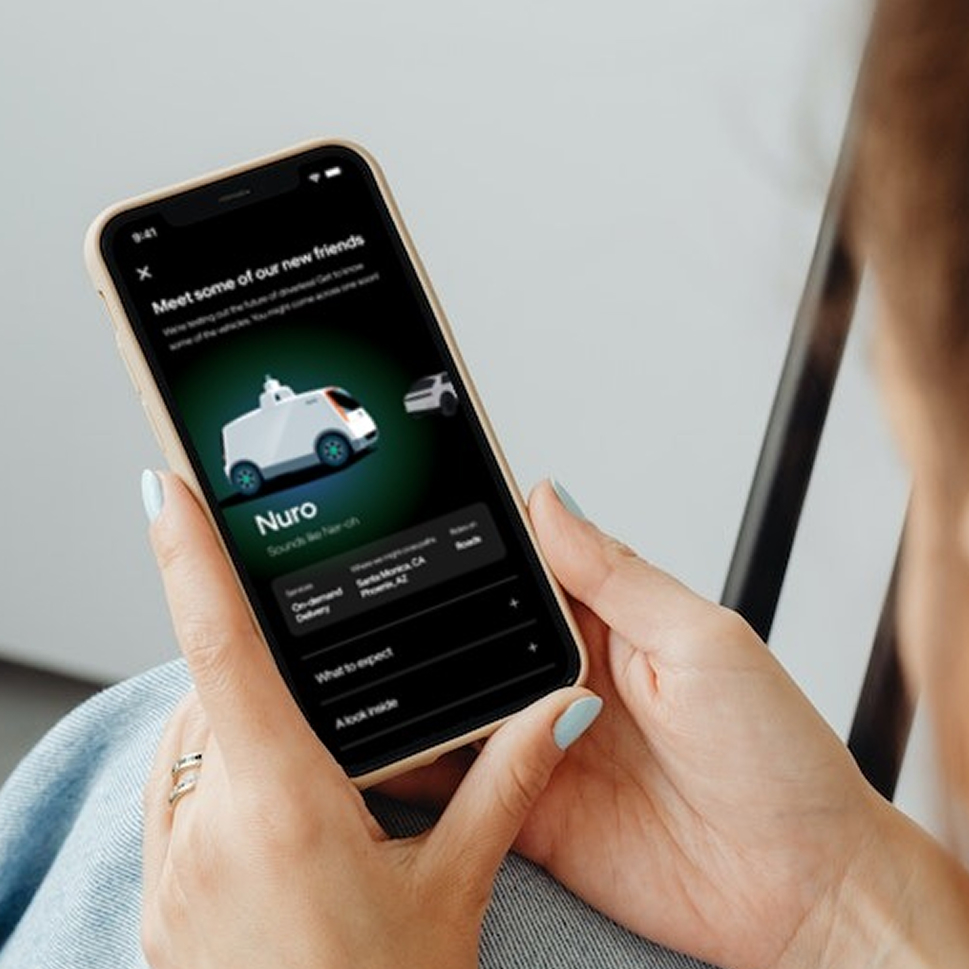 9:41
Meet some of our new friends
We're testing out the future of driverless! Get to know
some of the vehicles. You might come across one soon!
Nuro
Sounds like Ner-oh
Services
On-demand
Delivery
Where we might cross paths
Santa Monica, CA
Phoenix, AZ
Rides on
Roads
What to expect
A look inside